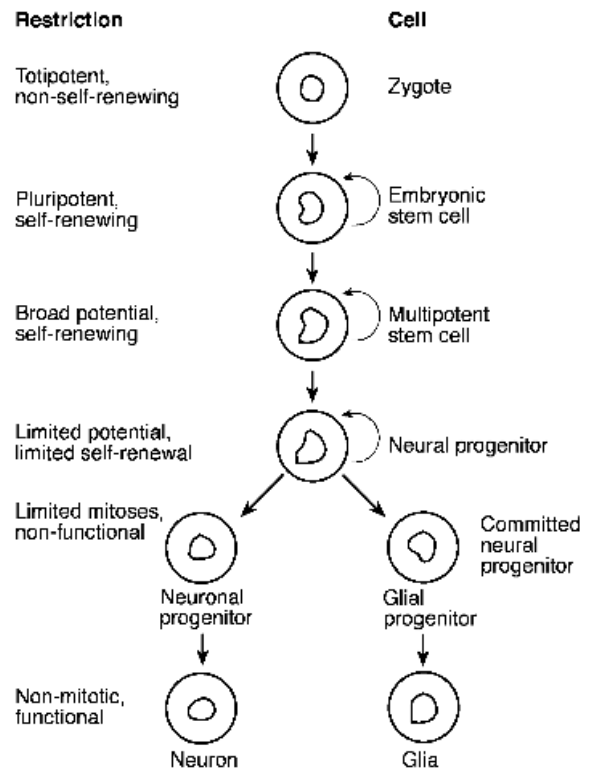 Restriction
Cell
Totipotent,
non-self-renewing
Zygote
Pluripotent,
self-renewing
Embryonic
stem cell
Broad potential,
self-renewing
Multipotent
stem cell
Limited potential,
limited self-renewal
Neural progenitor
Limited mitoses,
non-functional
Committed
neural
progenitor
Neuronal
progenitor
Glial
progenitor
Non-mitotic,
functional
Neuron
Glia